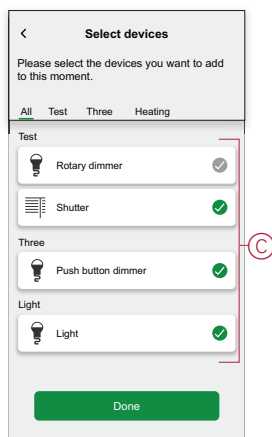 Select devices
Please select the devices you want to add
to this moment.
All Test Three Heating
Test
Rotary dimmer
Shutter
Three
Push button dimmer
Light
Light
Done
C